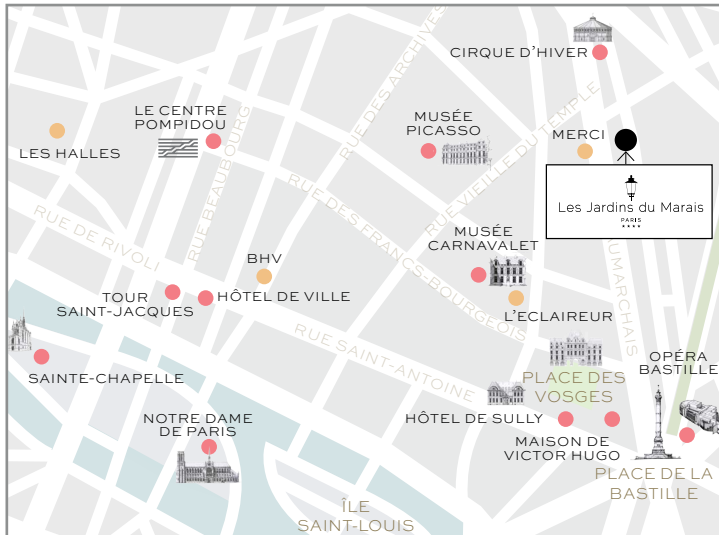 CIRQUE D'HIVER
LE CENTRE
POMPIDOU
MUSÉE
PICASSO
MERCI
LES HALLES
RUE DES ARCHIVES
RUE VIEILLE DU TEMPLE
RUE BEAUBOURG
RUE DES FRANCS-BOURGEOIS
Les Jardins du Marais
PARIS
★★★★
RUE DE RIVOLI
MUSÉE
CARNAVALET
BHV
UMARCHAIS
TOUR
SAINT-JACQUES
HÔTEL DE VILLE
L'ECLAIREUR
RUE SAINT-ANTOINE
OPÉRA
BASTILLE
SAINTE-CHAPELLE
PLACE DES
VOSGES
NOTRE DAME
DE PARIS
HÔTEL DE SULLY
MAISON DE
VICTOR HUGO
PLACE DE LA
BASTILLE
ÎLE
SAINT-LOUIS